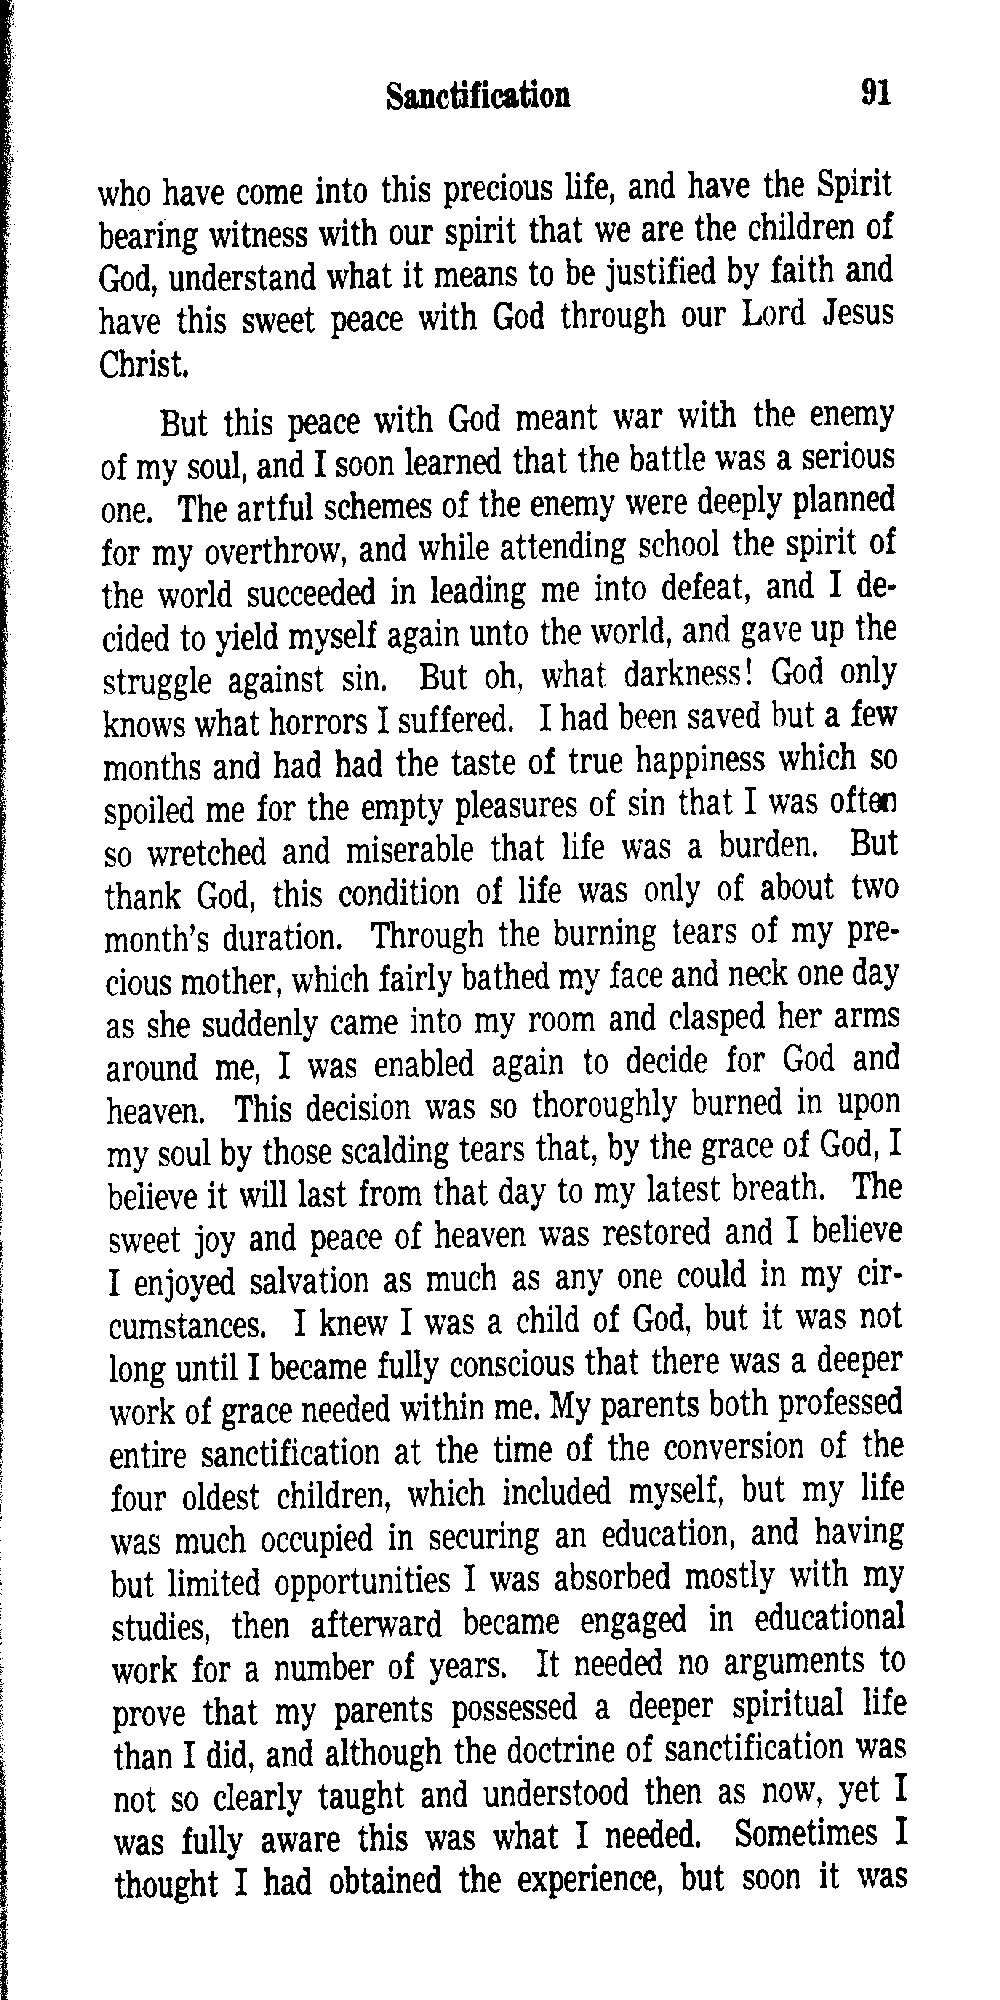 Sanctification 91
who have come into this precious life, and have the Spirit
bearing witness with our spirit that we are the children of
God, understand what it means to be justified by faith and
have this sweet peace with God through our Lord Jesus
Christ.
But this peace with God meant war with the enemy
of my soul, and I soon learned that the battle was a serious
one. The artful schemes of the enemy were deeply planned
for my overthrow, and while attending school the spirit of
the world succeeded in leading me into defeat, and I de-
cided to yield myself again unto the world, and gave up the
struggle against sin. But oh, what darkness! God only
knows what horrors I suffered. I had been saved but a few
months and had had the taste of true happiness which so
spoiled me for the empty pleasures of sin that I was often
so wretched and miserable that life was a burden. But
thank God, this condition of life was only of about two
month's duration. Through the burning tears of my pre-
cious mother, which fairly bathed my face and neck one day
as she suddenly came into my room and clasped her arms
around me, I was enabled again to decide for God and
heaven. This decision was so thoroughly burned in upon
my soul by those scalding tears that, by the grace of God, I
believe it will last from that day to my latest breath. The
sweet joy and peace of heaven was restored and I believe
I enjoyed salvation as much as any one could in my cir-
cumstances. I knew I was a child of God, but it was not
long until I became fully conscious that there was a deeper
work of grace needed within me. My parents both professed
entire sanctification at the time of the conversion of the
four oldest children, which included myself, but my life
was much occupied in securing an education, and having
but limited opportunities I was absorbed mostly with my
studies, then afterward became engaged in educational
work for a number of years. It needed no arguments to
prove that my parents possessed a deeper spiritual life
than I did, and although the doctrine of sanctification was
not so clearly taught and understood then as now, yet I
was fully aware this was what I needed. Sometimes I
thought I had obtained the experience, but soon it was